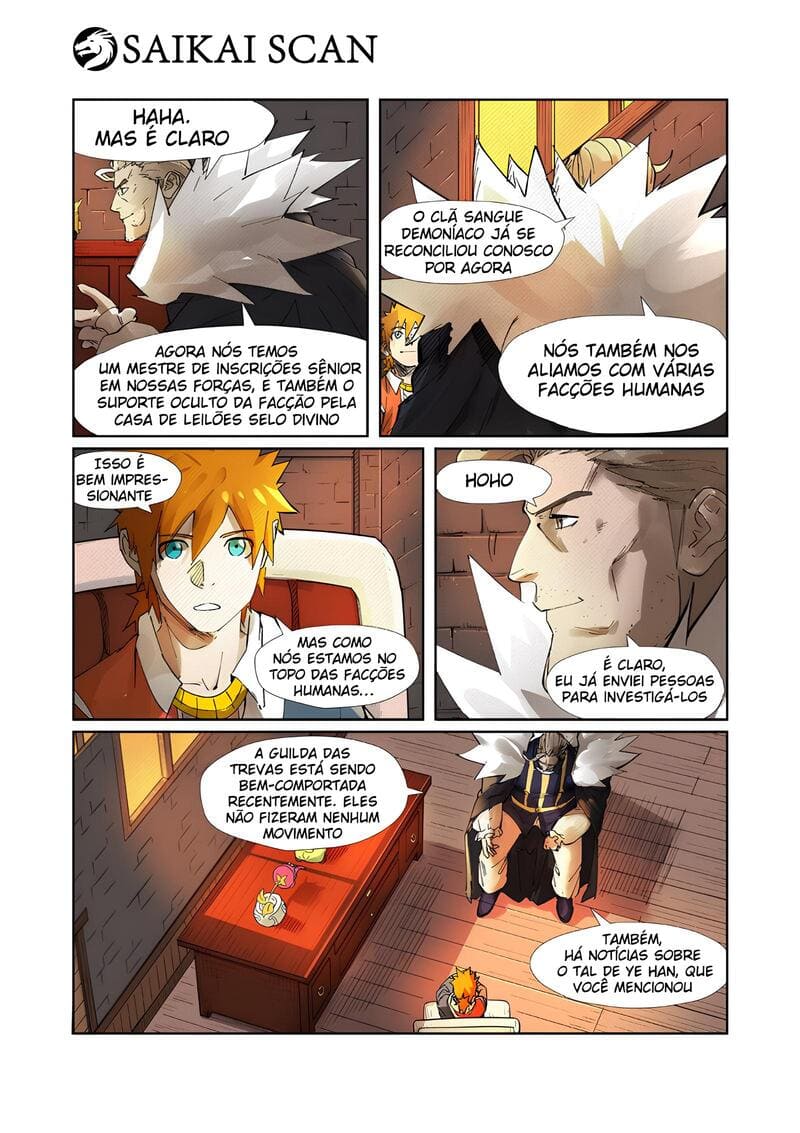 SAIKAI SCAN
HAHA.
MAS É CLARO
AGORA NÓS TEMOS
UM MESTRE DE INSCRIÇÕES SÊNIOR
EM NOSSAS FORÇAS, E TAMBÉM O
SUPORTE OCULTO DA FACÇÃO PELA
CASA DE LEILÕES SELO DIVINO
O CLÃ SANGUE
DEMONÍACO JÁ SE
RECONCILIOU CONOSCO
POR AGORA
NÓS TAMBÉM NOS
ALIAMOS COM VÁRIAS
FACÇÕES HUMANAS
ISSO É
BEM IMPRES-
SIONANTE
MAS COMO
NÓS ESTAMOS NO
TOPO DAS FACÇÕES
HUMANAS...
HOHO
É CLARO,
EU JÁ ENVIEI PESSOAS
PARA INVESTIGÁ-LOS
A GUILDA DAS
TREVAS ESTÁ SENDO
BEM-COMPORTADA
RECENTEMENTE. ELES
NÃO FIZERAM NENHUM
MOVIMENTO
TAMBÉM,
HÁ NOTÍCIAS SOBRE
O TAL DE YE HAN, QUE
VOCÊ MENCIONOU